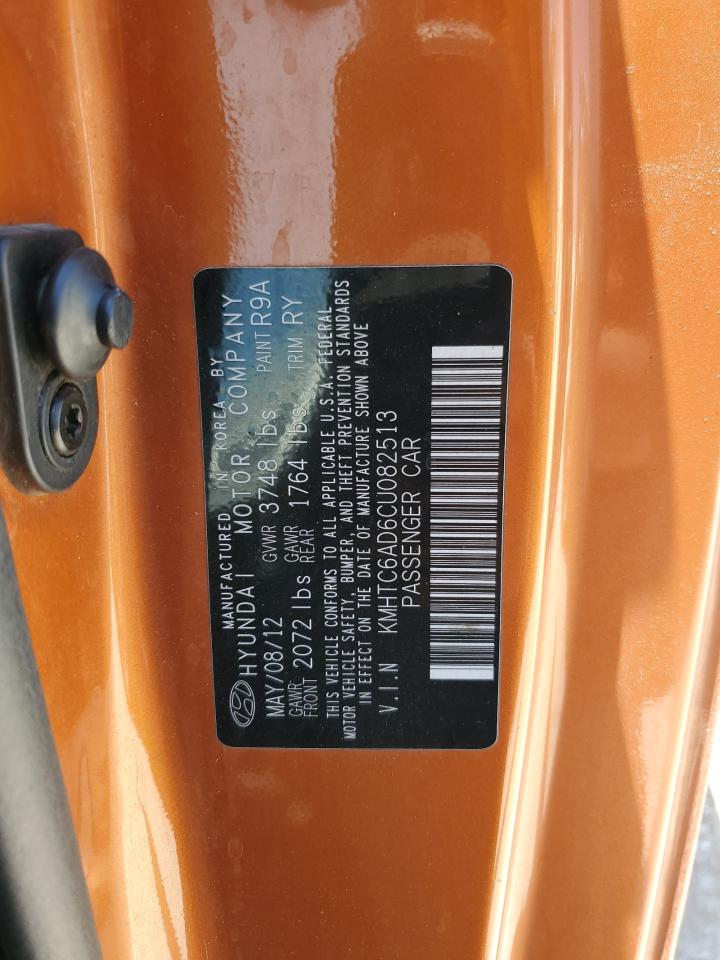 MANUFACTURED IN KOREA BY
HYUNDAI MOTOR COMPANY
MAY/08/12 GVWR 3748 lbs PAINT R9A
GAWR FRONT 2072 lbs GAWR REAR 1764 lbs TRIM RY
THIS VEHICLE CONFORMS TO ALL APPLICABLE U.S.A. FEDERAL
MOTOR VEHICLE SAFETY, BUMPER, AND THEFT PREVENTION STANDARDS
IN EFFECT ON THE DATE OF MANUFACTURE SHOWN ABOVE
V.I.N KMHTC6AD6CU082513
PASSENGER CAR